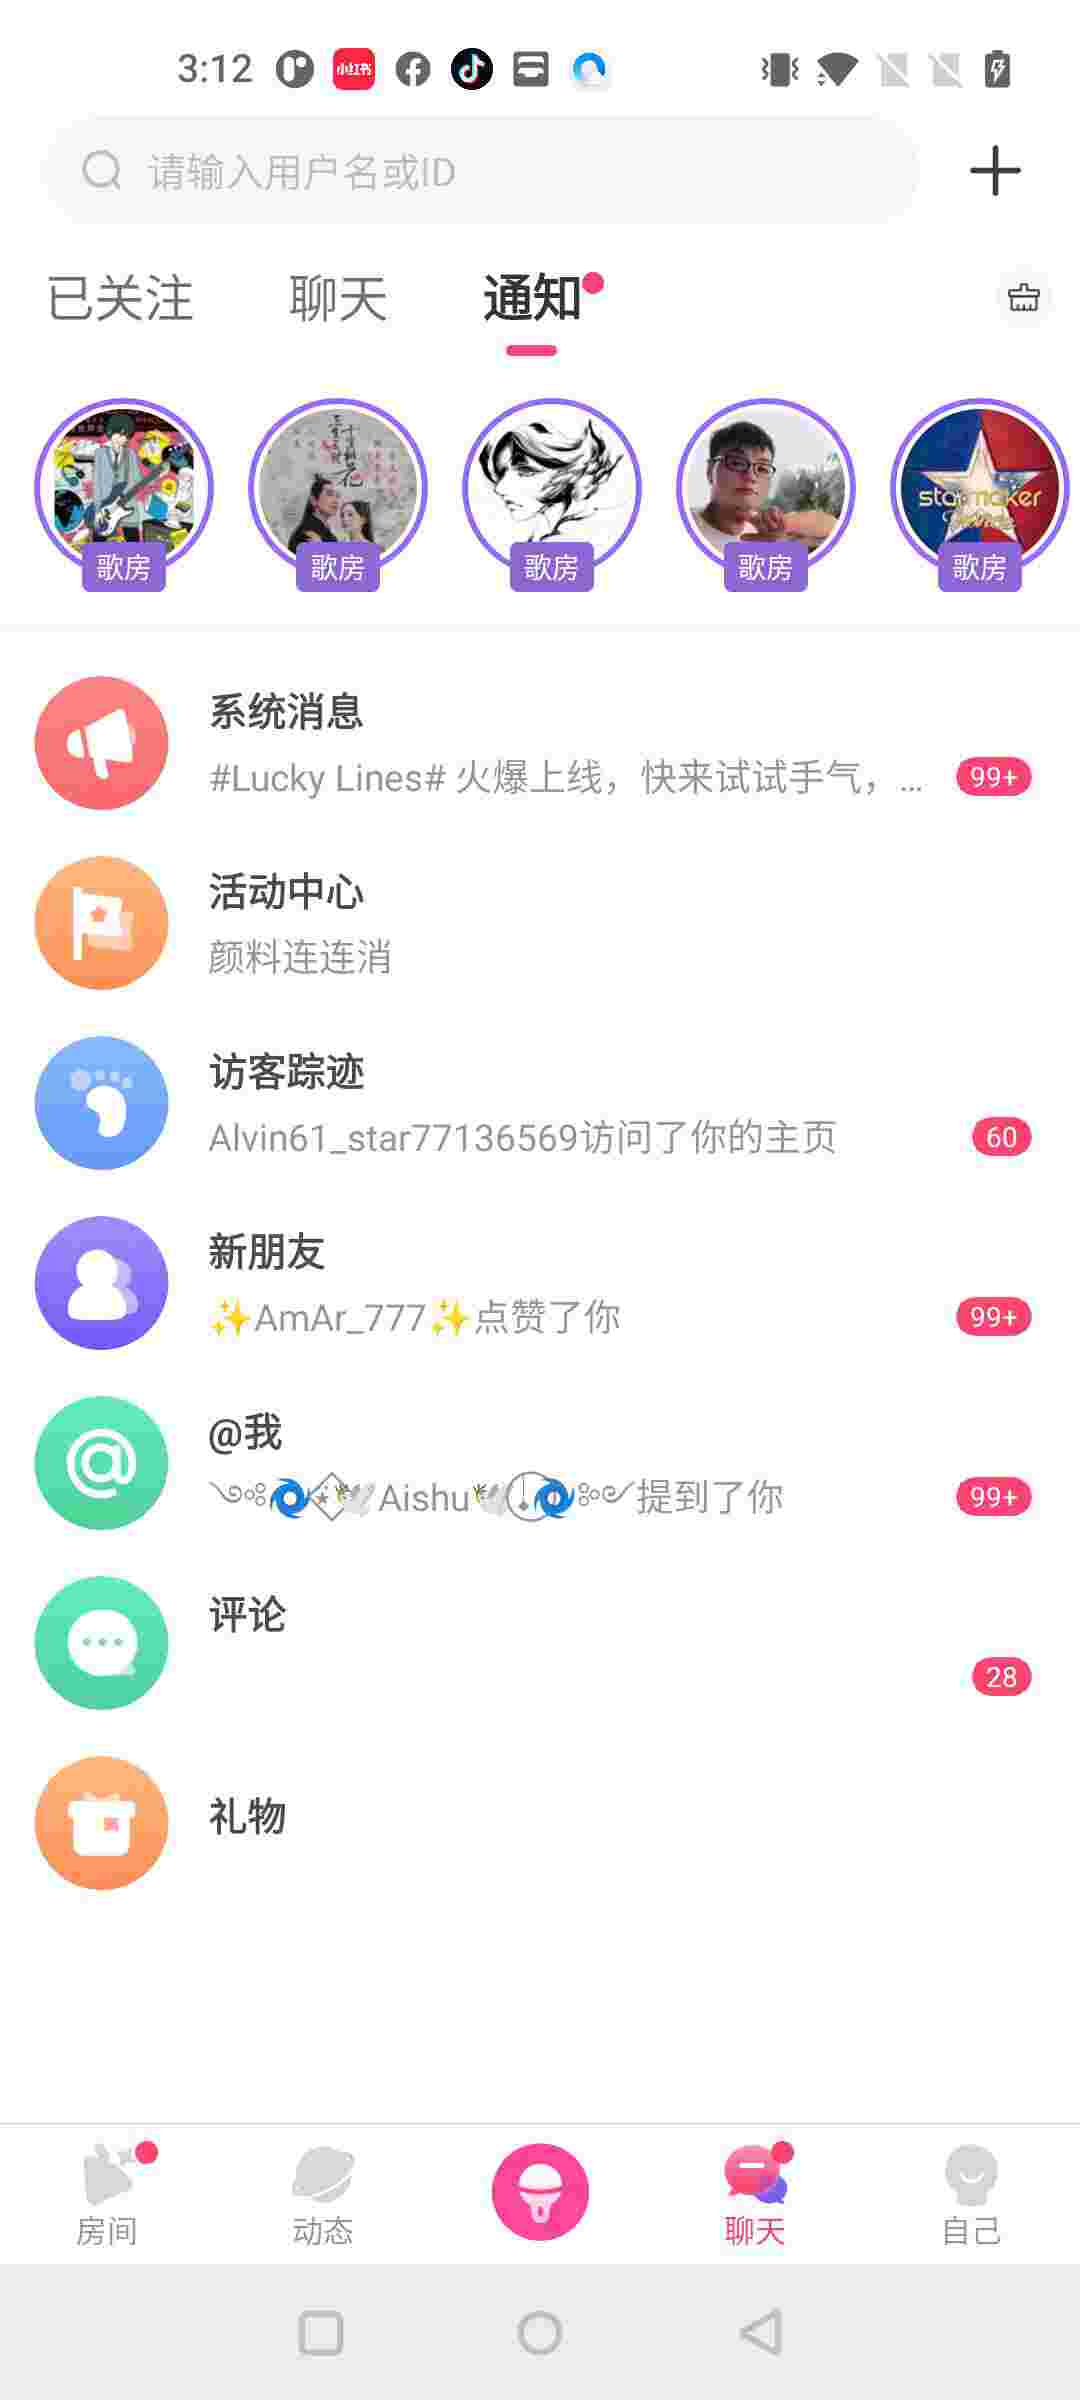 3:12
小红书
请输入用户名或ID
已关注 聊天 通知
starmaker
歌房 歌房 歌房 歌房 歌房
系统消息
#Lucky Lines# 火爆上线，快来试试手气，...
99+
活动中心
颜料连连消
访客踪迹
Alvin61_star77136569访问了你的主页
60
新朋友
✨AmAr_777✨点赞了你
99+
@我
🌀🕊Aishu🕊🌀提到了你
99+
评论
28
礼物
房间 动态 聊天 自己